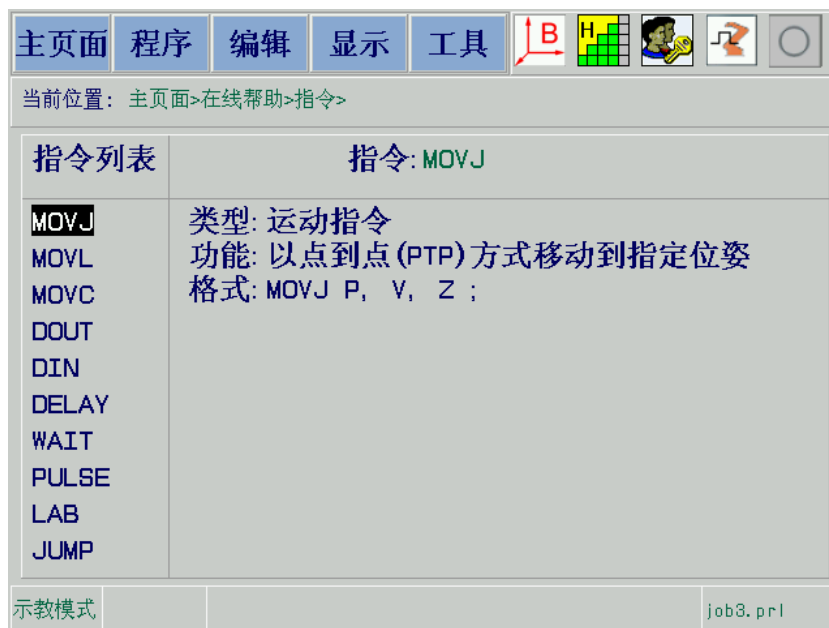 主页面 程序 编辑 显示 工具 B H
当前位置: 主页面>在线帮助>指令>
指令列表 指令:MOVJ
MOVJ
MOVL
MOVC
DOUT
DIN
DELAY
WAIT
PULSE
LAB
JUMP
类型: 运动指令
功能: 以点到点(PTP)方式移动到指定位姿
格式: MOVJ P, V, Z ;
示教模式 job3.prl